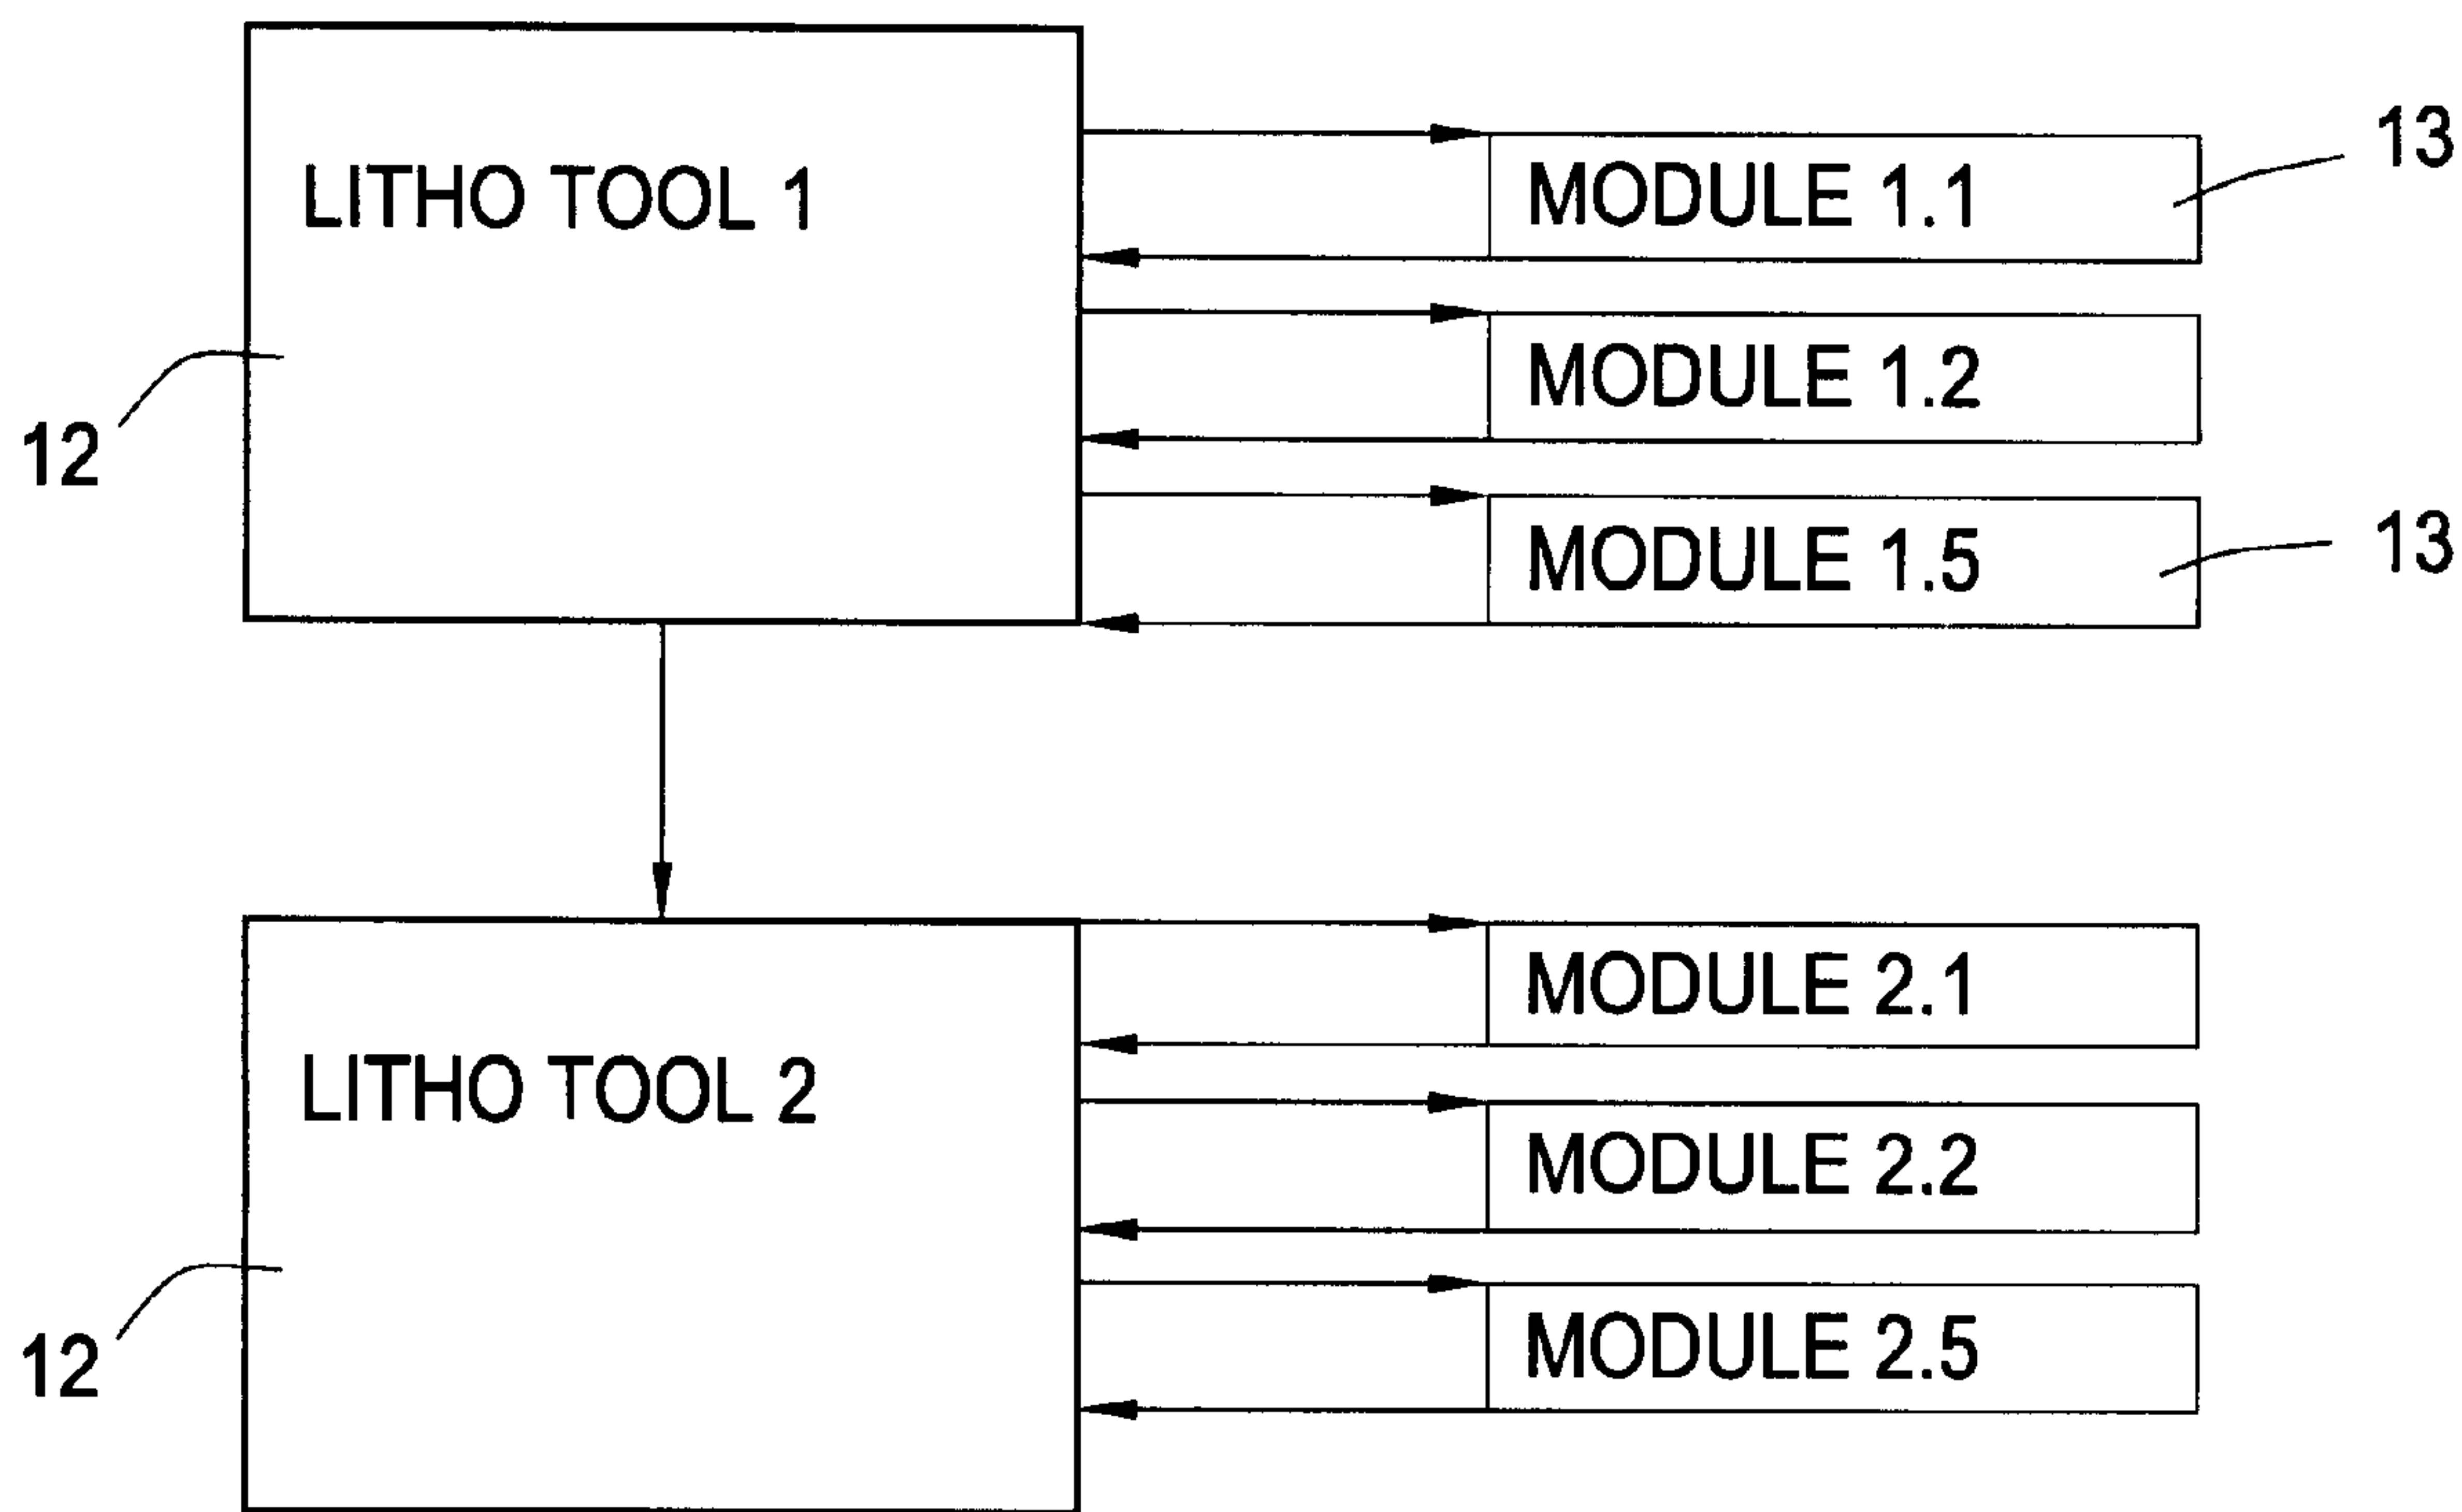 LITHO TOOL 1
MODULE 1.1
13
MODULE 1.2
12
MODULE 1.5
13
MODULE 2.1
LITHO TOOL 2
MODULE 2.2
12
MODULE 2.5